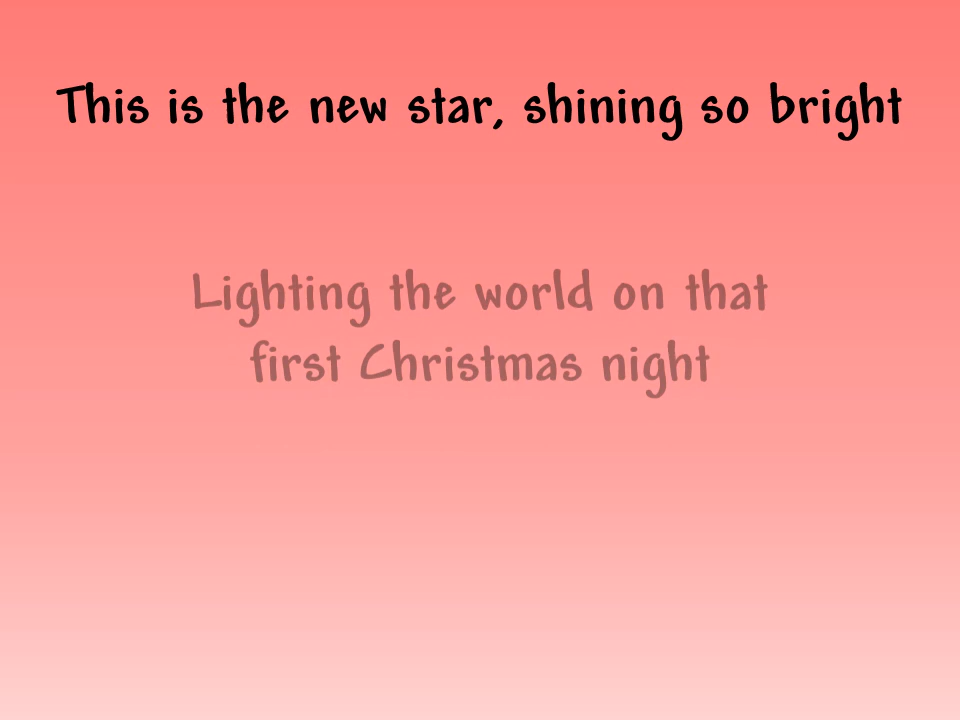 This is the new star, shining so bright
Lighting the world on that
first Christmas night